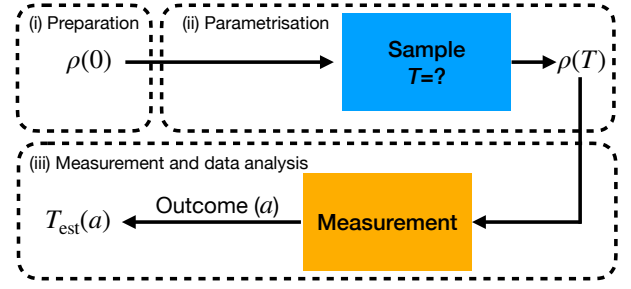 (i) Preparation
(ii) Parametrisation
ρ(0)
Sample
T=?
ρ(T)
(iii) Measurement and data analysis
T_est(a)
Outcome (a)
Measurement